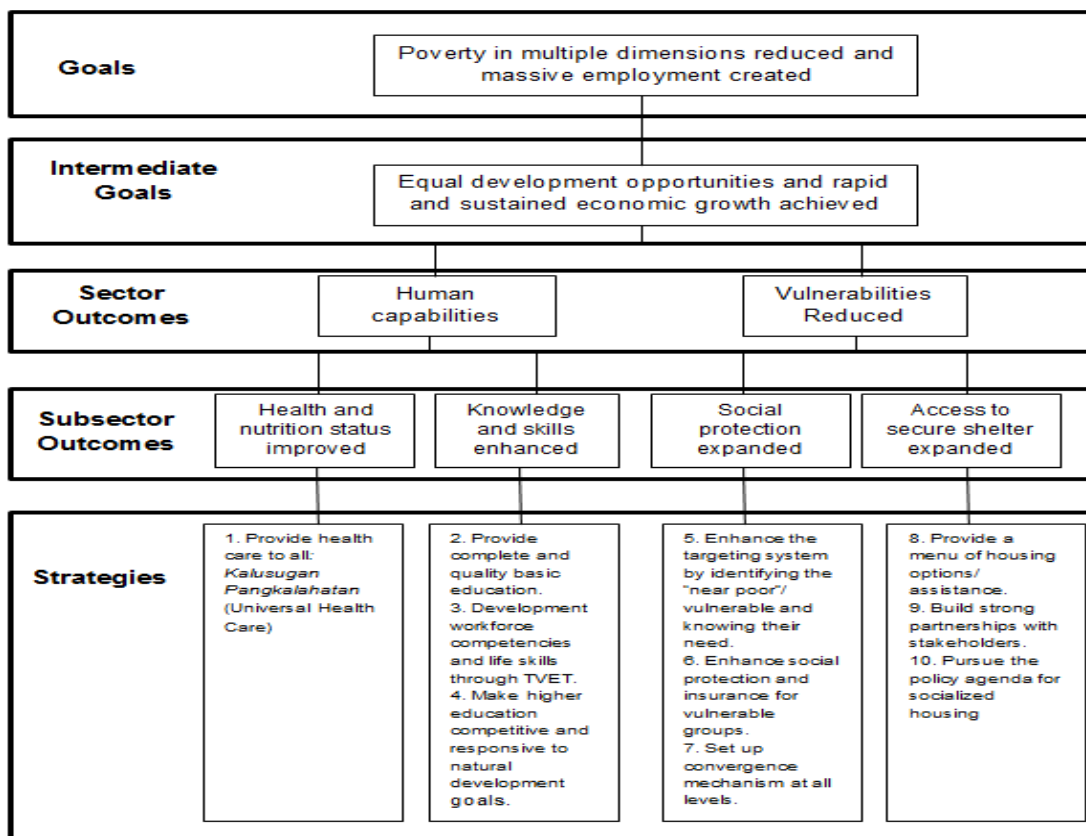 Goals
Poverty in multiple dimensions reduced and
massive employment created
Intermediate
Goals
Equal development opportunities and rapid
and sustained economic growth achieved
Sector
Outcomes
Human
capabilities
Vulnerabilities
Reduced
Subsector
Outcomes
Health and
nutrition status
improved
Knowledge
and skills
enhanced
Social
protection
expanded
Access to
secure shelter
expanded
Strategies
1. Provide health
care to all:
Kalusugan
Pangkalahatan
(Universal Health
Care)
2. Provide
complete and
quality basic
education.
3. Development
workforce
competencies
and life skills
through TVET.
4. Make higher
education
competitive and
responsive to
natural
development
goals.
5. Enhance the
targeting system
by identifying the
"near poor"/
vulnerable and
knowing their
need.
6. Enhance social
protection and
insurance for
vulnerable
groups.
7. Set up
convergence
mechanism at all
levels.
8. Provide a
menu of housing
options/
assistance.
9. Build strong
partnerships with
stakeholders.
10. Pursue the
policy agenda for
socialized
housing